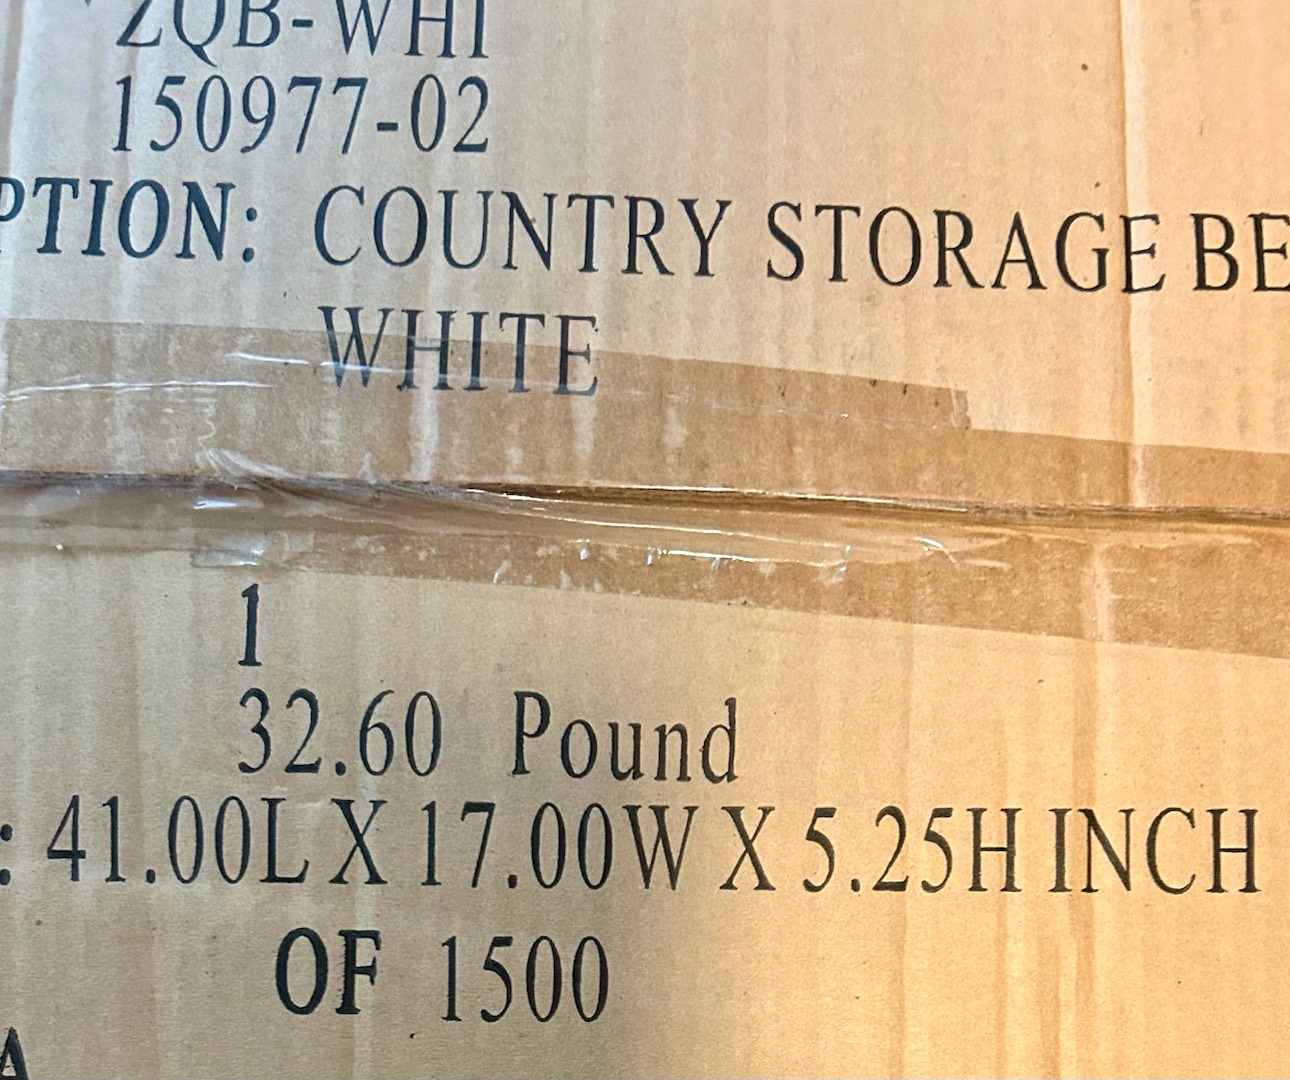 ZQB-WHI
150977-02
PTION: COUNTRY STORAGE BE
WHITE
1
32.60 Pound
: 41.00L X 17.00W X 5.25H INCH
OF 1500
A